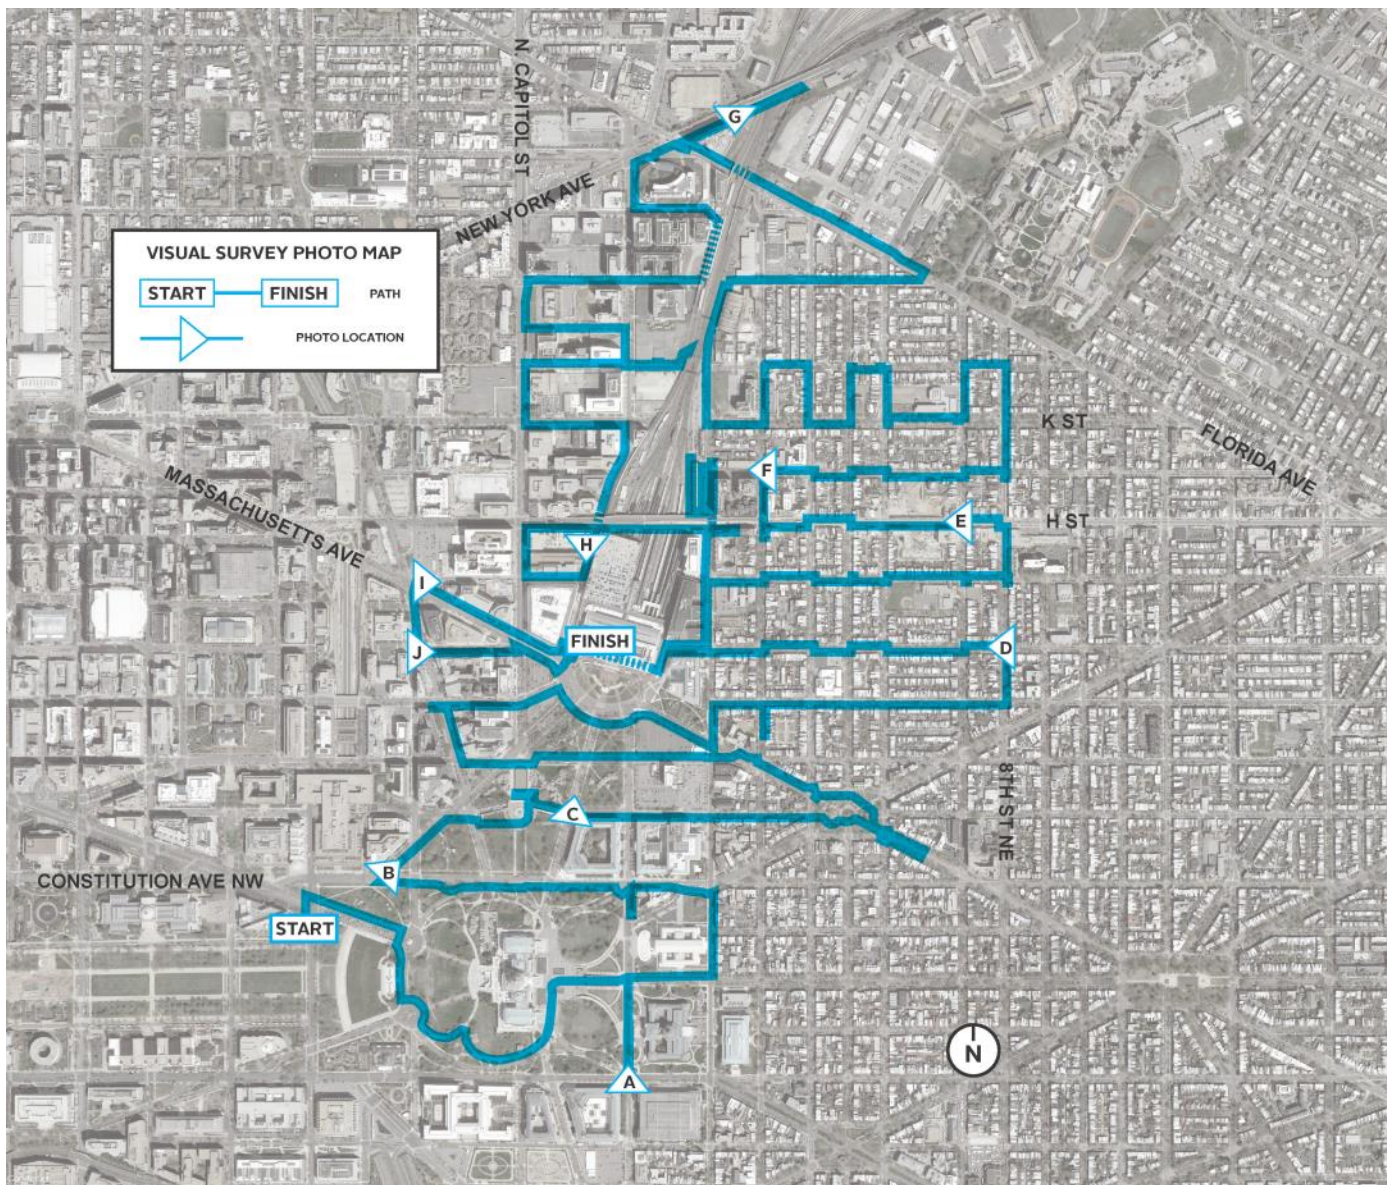 N. CAPITOL ST
G
NEW YORK AVE
VISUAL SURVEY PHOTO MAP
START FINISH PATH
PHOTO LOCATION
K ST
FLORIDA AVE
MASSACHUSETTS AVE
F
E
H ST
H
I
FINISH
J
D
8TH ST NE
C
B
CONSTITUTION AVE NW
START
N
A